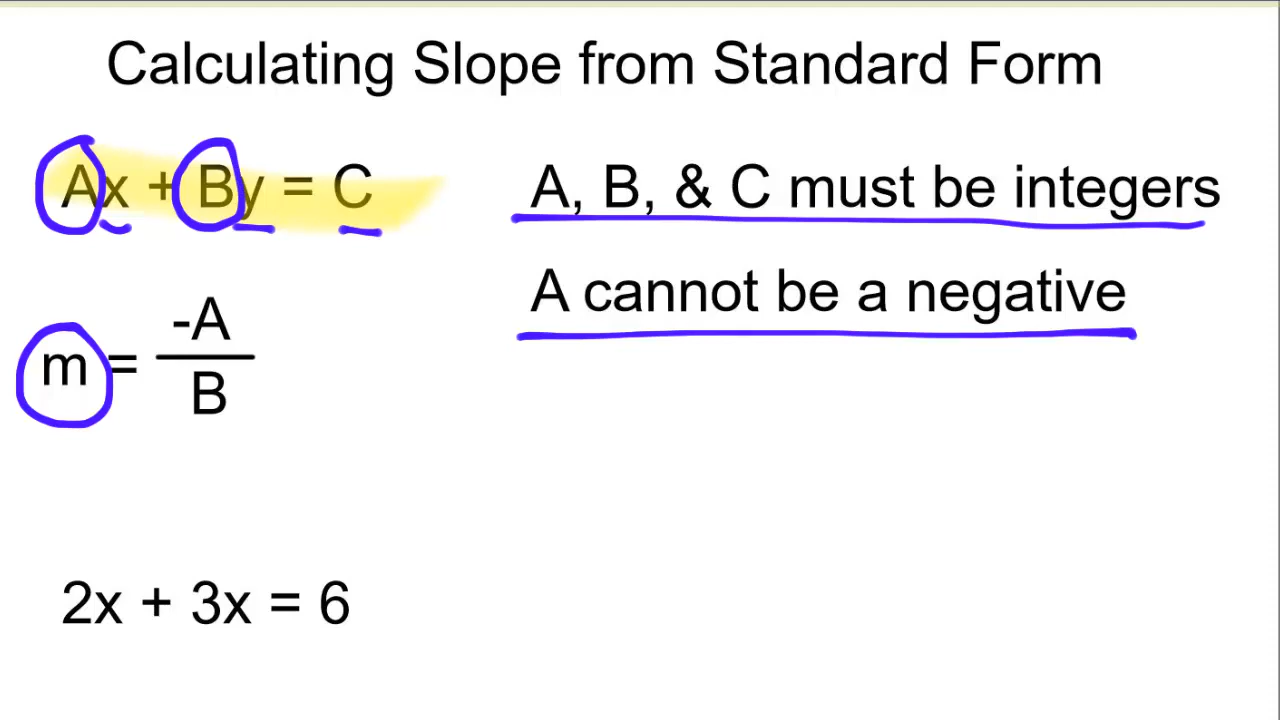 Calculating Slope from Standard Form
Ax + By = C
A, B, & C must be integers
A cannot be a negative
m = -A
B
2x + 3x = 6